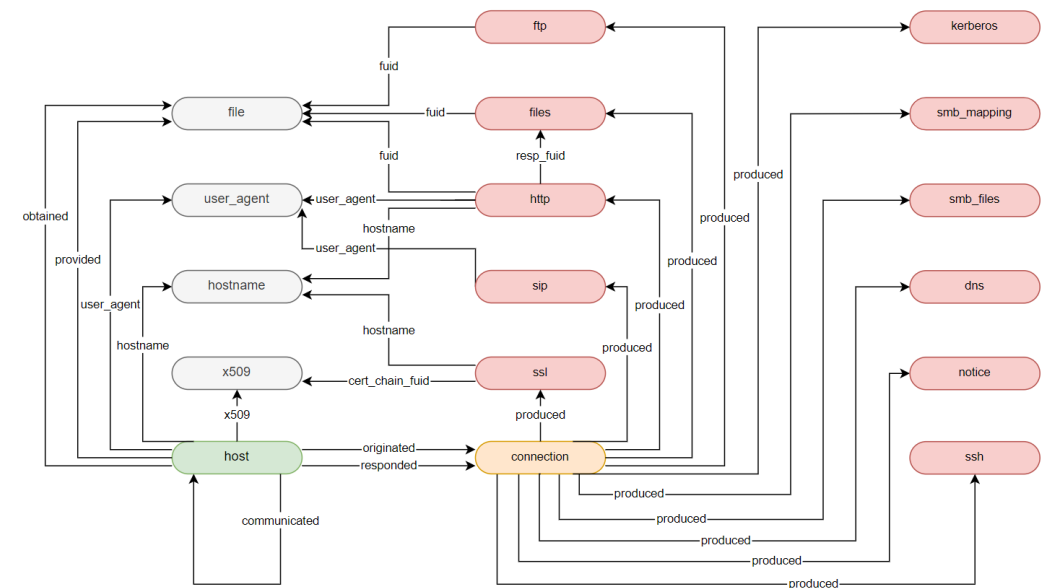 ftp
kerberos
fuid
file
fuid
files
smb_mapping
fuid
resp_fuid
produced
user_agent
user_agent
http
smb_files
obtained
produced
hostname
user_agent
provided
produced
hostname
sip
dns
user_agent
produced
hostname
hostname
produced
x509
cert_chain_fuid
ssl
notice
x509
produced
host
originated
responded
connection
ssh
produced
communicated
produced
produced
produced
produced